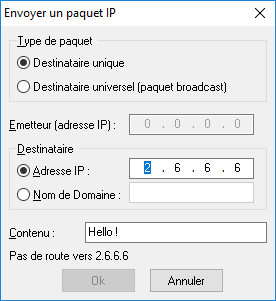 Envoyer un paquet IP
Type de paquet
Destinataire unique
Destinataire universel (paquet broadcast)
Emetteur (adresse IP) : 0 . 0 . 0 . 0
Destinataire
Adresse IP : 2 . 6 . 6 . 6
Nom de Domaine :
Contenu : Hello !
Pas de route vers 2.6.6.6
Ok Annuler